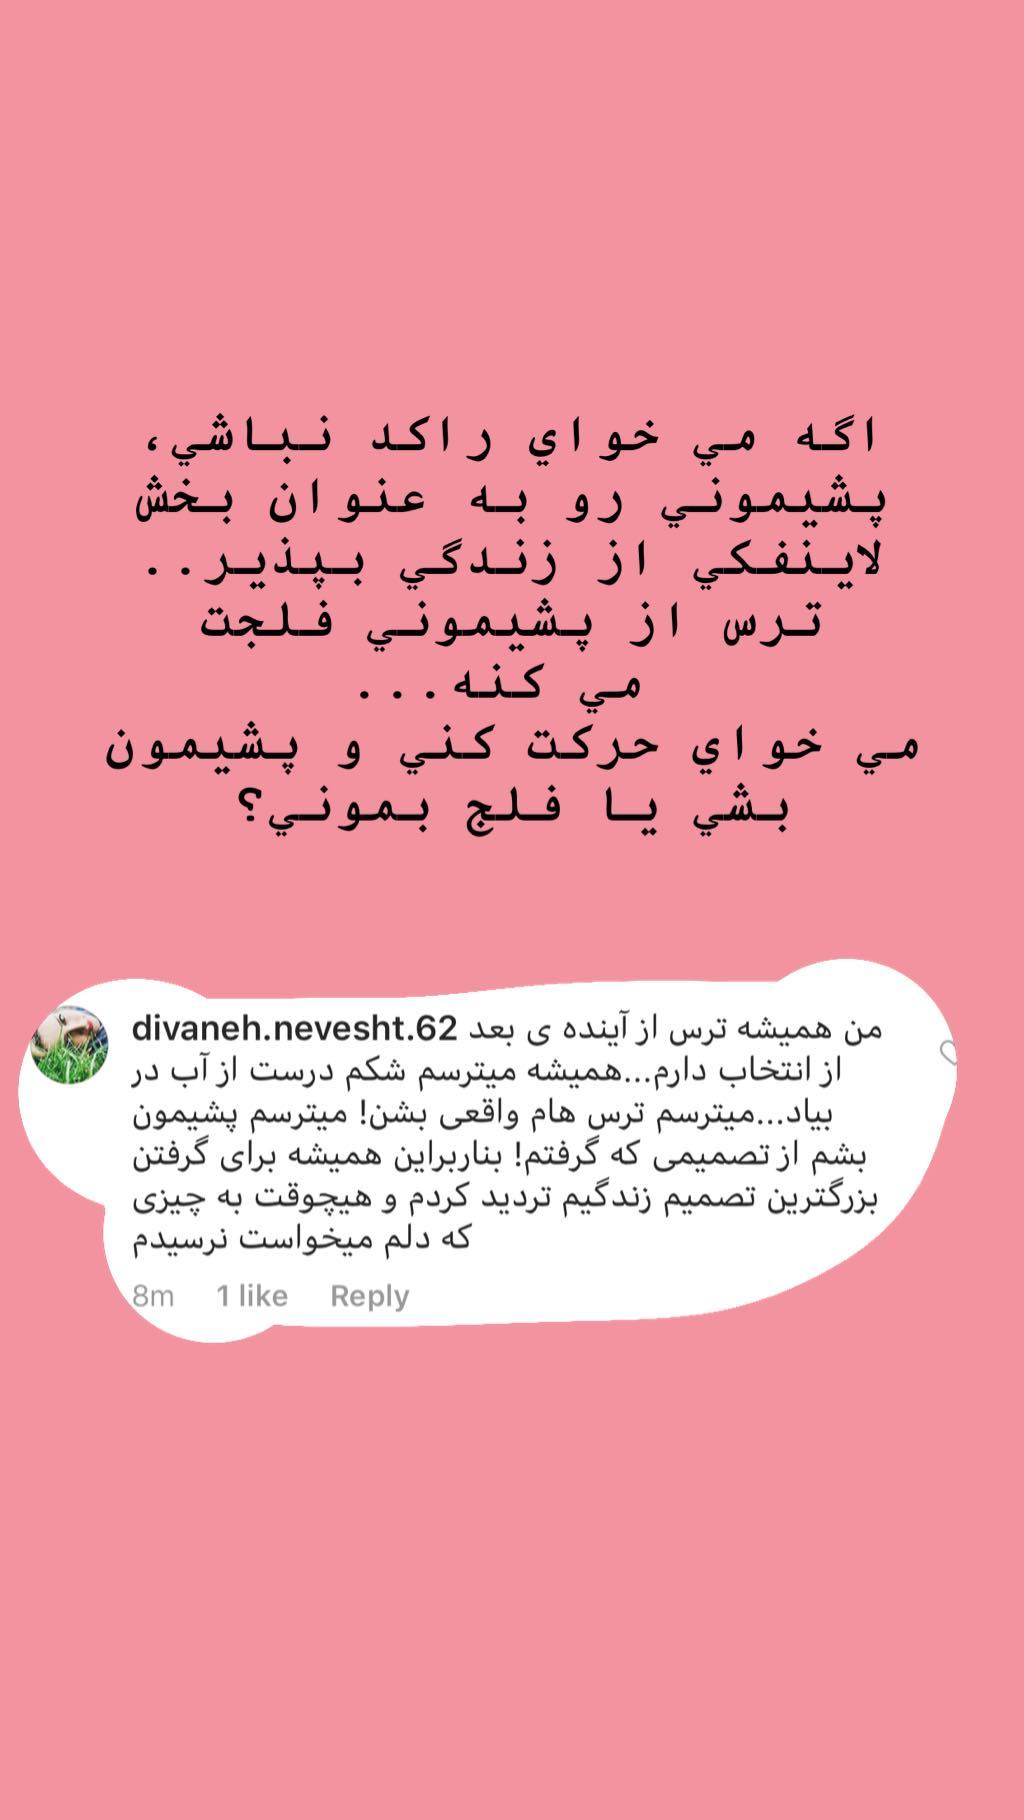 اگه مي خواي راكد نباشي،
پشيموني رو به عنوان بخش
لاينفكي از زندگي بپذير..
ترس از پشيموني فلجت
مي كنه...
مي خواي حركت كني و پشيمون
بشي يا فلج بموني؟
divaneh.nevesht.62 من همیشه ترس از آینده ی بعد
از انتخاب دارم...همیشه میترسم شکم درست از آب در
بیاد...میترسم ترس هام واقعی بشن! میترسم پشیمون
بشم از تصمیمی که گرفتم! بناربراین همیشه برای گرفتن
بزرگترین تصمیم زندگیم تردید کردم و هیچوقت به چیزی
که دلم میخواست نرسیدم
8m 1 like Reply